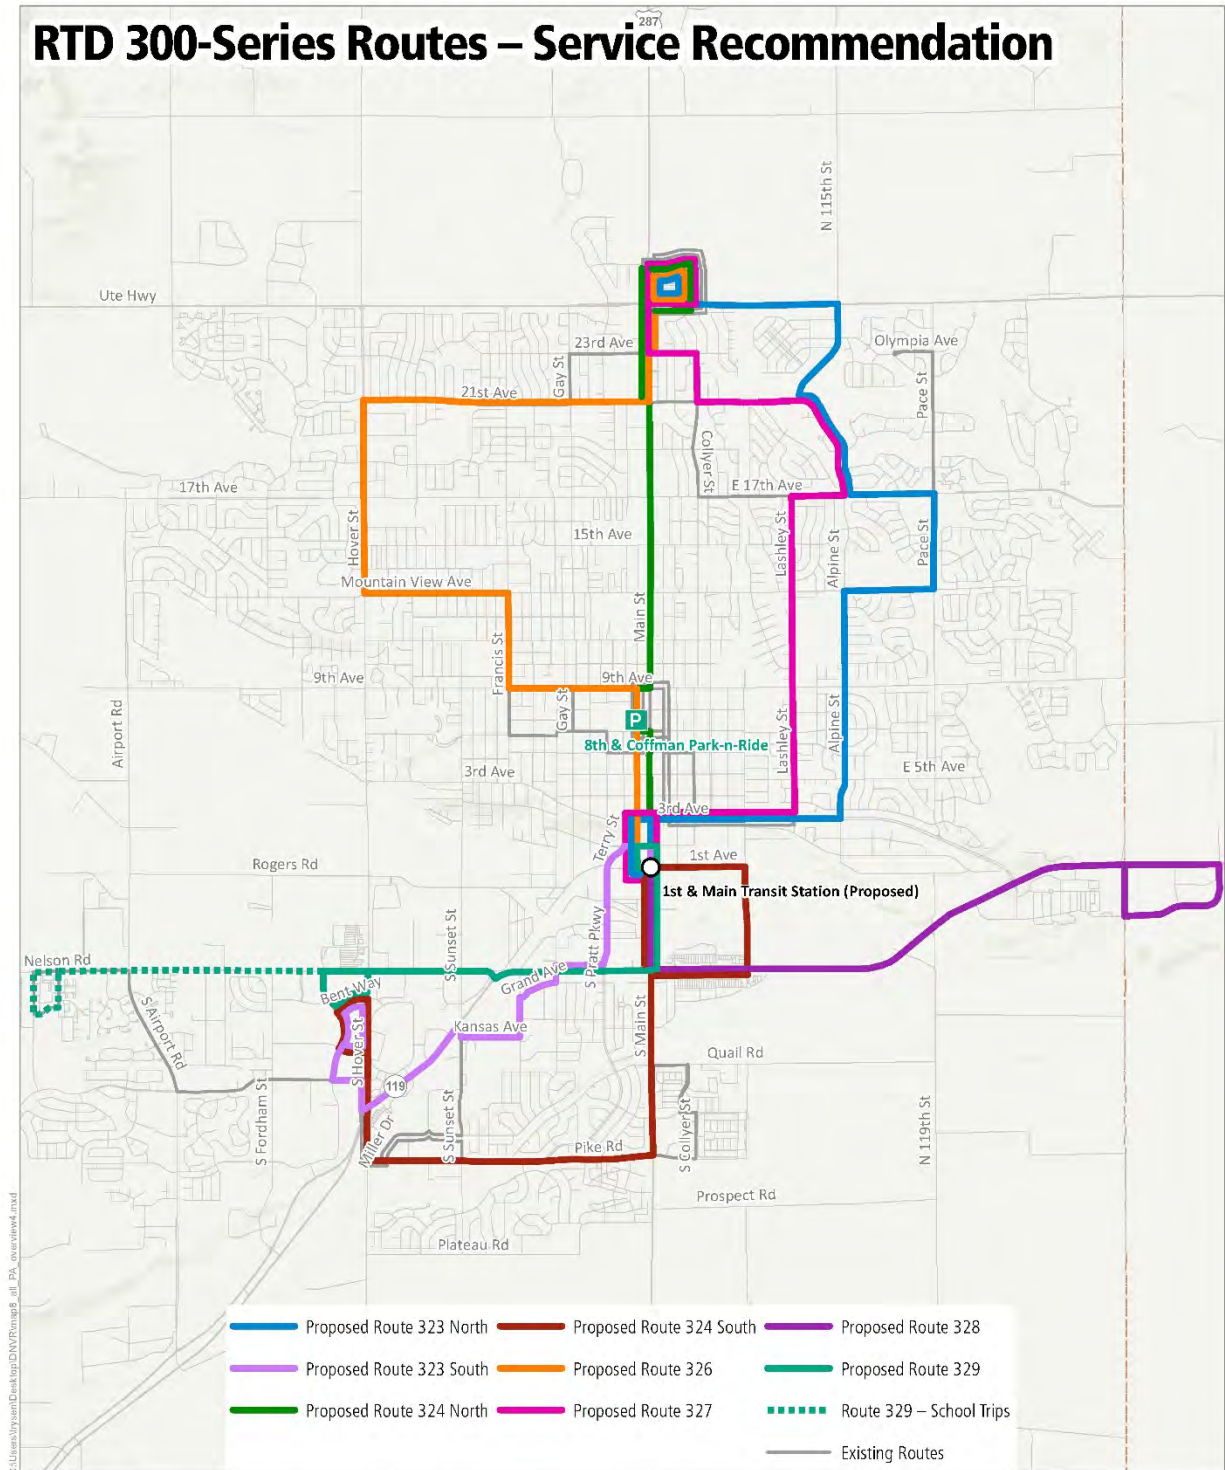 287
RTD 300-Series Routes – Service Recommendation
N 115th St
Ute Hwy
23rd Ave
Olympia Ave
Gay St
21st Ave
Pace St
Collyer St
17th Ave
E 17th Ave
Hover St
15th Ave
Lashley St
Alpine St
Pace St
Mountain View Ave
Main St
Francis St
9th Ave
9th Ave
Gay St
P
Airport Rd
8th & Coffman Park-n-Ride
Lashley St
Alpine St
3rd Ave
E 5th Ave
3rd Ave
Terry St
Rogers Rd
1st Ave
1st & Main Transit Station (Proposed)
S Sunset St
S Pratt Pkwy
Nelson Rd
Grand Ave
Bent Way
S Airport Rd
Kansas Ave
S Hover St
S Main St
Quail Rd
119
S Fordham St
Miller Dr
S Sunset St
Pike Rd
S Collyer St
N 119th St
Prospect Rd
Plateau Rd
Proposed Route 323 North
Proposed Route 324 South
Proposed Route 328
Proposed Route 323 South
Proposed Route 326
Proposed Route 329
Proposed Route 324 North
Proposed Route 327
Route 329 – School Trips
Existing Routes